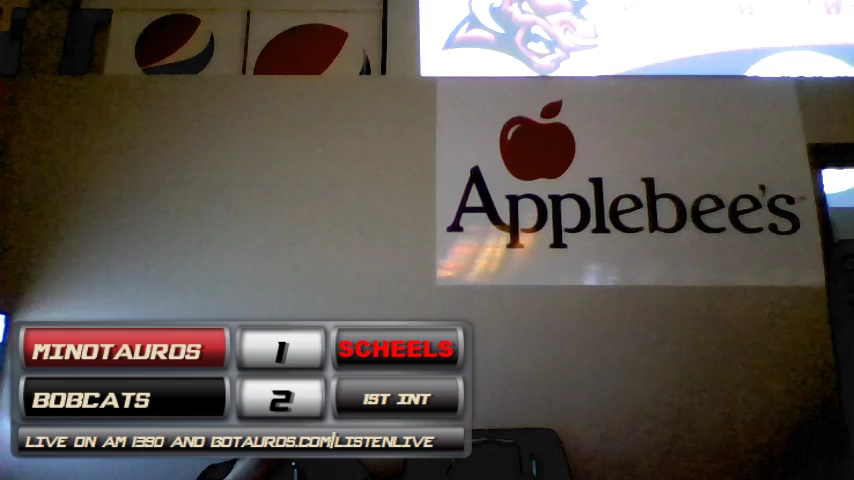 Applebee's
MINOTAUROS 1 SCHEELS
BOBCATS 2 1ST INT
LIVE ON AM 1390 AND GOTAUROS.COM/LISTENLIVE